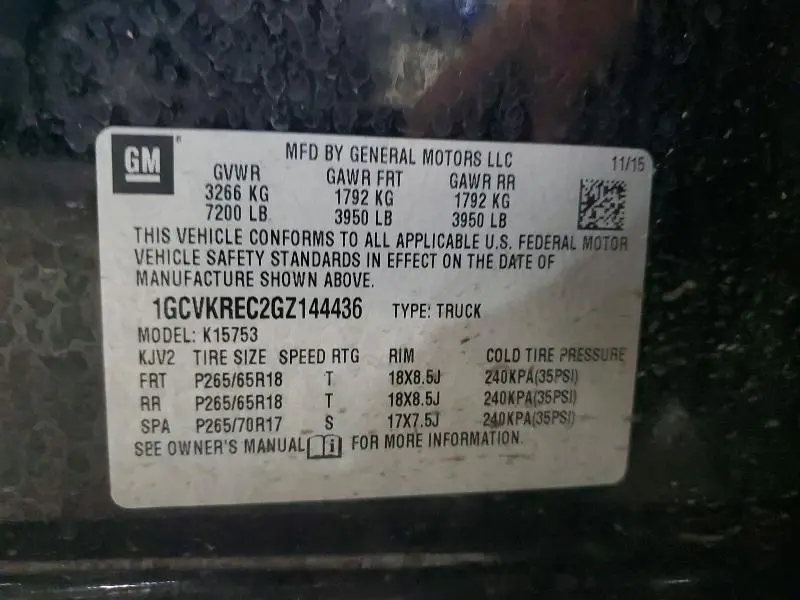 GM®
MFD BY GENERAL MOTORS LLC 11/15
GVWR GAWR FRT GAWR RR
3266 KG 1792 KG 1792 KG
7200 LB 3950 LB 3950 LB
THIS VEHICLE CONFORMS TO ALL APPLICABLE U.S. FEDERAL MOTOR
VEHICLE SAFETY STANDARDS IN EFFECT ON THE DATE OF
MANUFACTURE SHOWN ABOVE.
1GCVKREC2GZ144436 TYPE: TRUCK
MODEL: K15753
KJV2 TIRE SIZE SPEED RTG RIM COLD TIRE PRESSURE
FRT P265/65R18 T 18X8.5J 240KPA(35PSI)
RR P265/65R18 T 18X8.5J 240KPA(35PSI)
SPA P265/70R17 S 17X7.5J 240KPA(35PSI)
SEE OWNER'S MANUAL i FOR MORE INFORMATION.